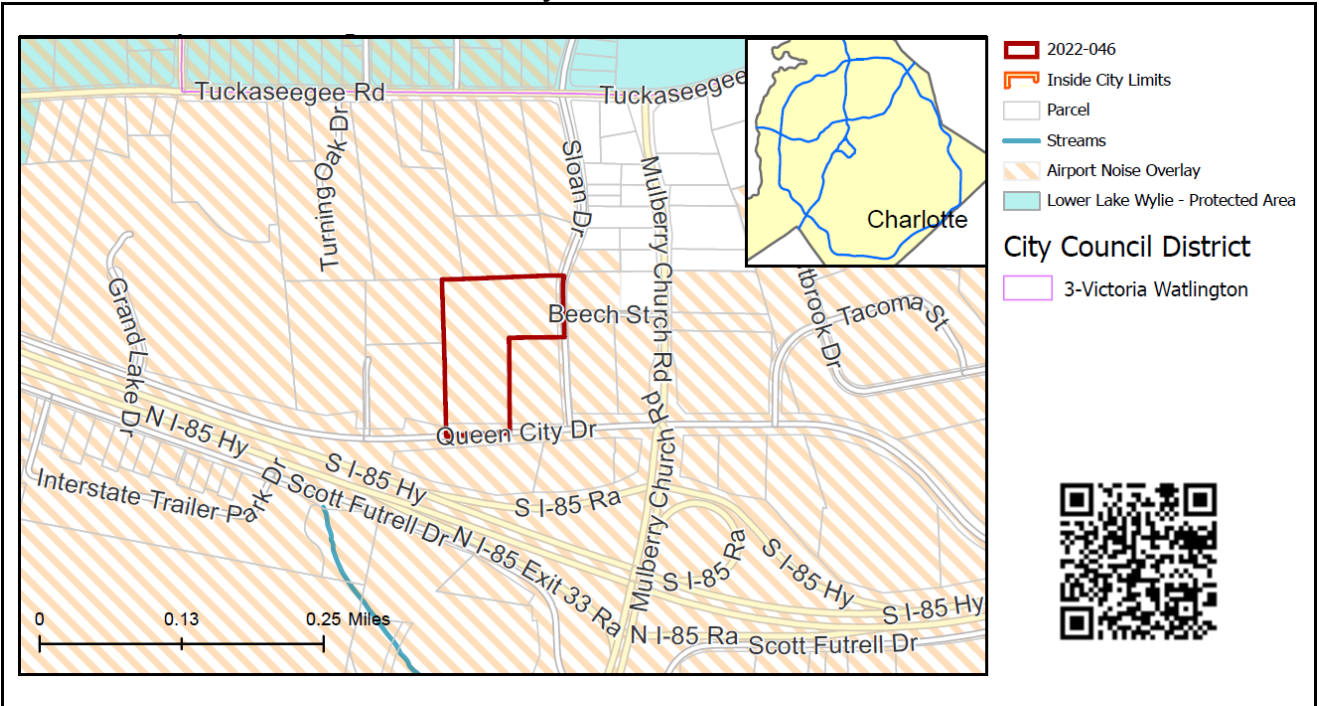 Tuckaseegee Rd
Tuckaseegee
Turning Oak Dr
Sloan Dr
Mulberry Church Rd
Charlotte
Beech St
tbrook Dr
Tacoma St
Grand Lake Dr
N I-85 Hy
Queen City Dr
S I-85 Hy
Interstate Trailer Park Dr
Scott Futrell Dr
S I-85 Ra
N I-85 Exit 33 Ra
Mulberry Church Rd
S I-85 Ra
S I-85 Hy
S I-85 Hy
N I-85 Ra
Scott Futrell Dr
0 0.13 0.25 Miles
2022-046
Inside City Limits
Parcel
Streams
Airport Noise Overlay
Lower Lake Wylie - Protected Area
City Council District
3-Victoria Watlington